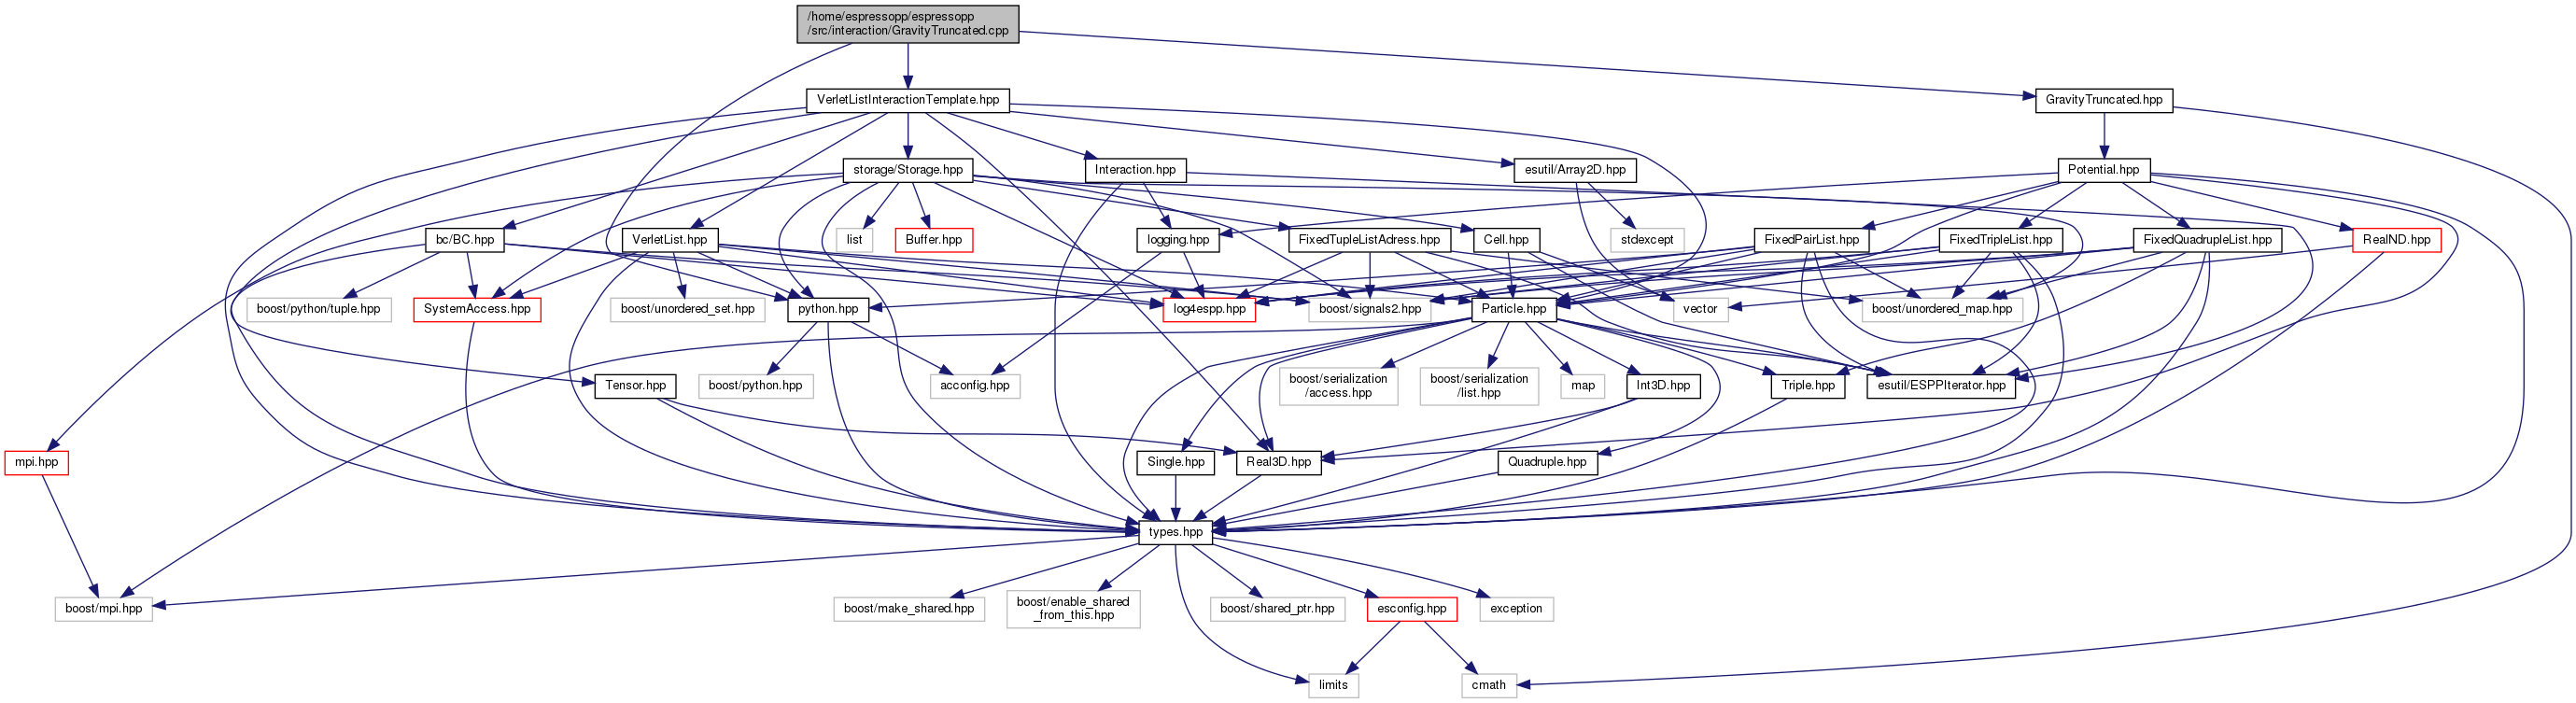 /home/espressopp/espressopp
/src/interaction/GravityTruncated.cpp
VerletListInteractionTemplate.hpp
GravityTruncated.hpp
storage/Storage.hpp
Interaction.hpp
esutil/Array2D.hpp
Potential.hpp
bc/BC.hpp
VerletList.hpp
list
Buffer.hpp
logging.hpp
FixedTupleListAdress.hpp
Cell.hpp
stdexcept
FixedPairList.hpp
FixedTripleList.hpp
FixedQuadrupleList.hpp
RealND.hpp
boost/python/tuple.hpp
SystemAccess.hpp
boost/unordered_set.hpp
python.hpp
log4espp.hpp
boost/signals2.hpp
Particle.hpp
vector
boost/unordered_map.hpp
Tensor.hpp
boost/python.hpp
acconfig.hpp
boost/serialization
/access.hpp
boost/serialization
/list.hpp
map
Int3D.hpp
Triple.hpp
esutil/ESPPIterator.hpp
mpi.hpp
Single.hpp
Real3D.hpp
Quadruple.hpp
types.hpp
boost/mpi.hpp
boost/make_shared.hpp
boost/enable_shared
_from_this.hpp
boost/shared_ptr.hpp
esconfig.hpp
exception
limits
cmath